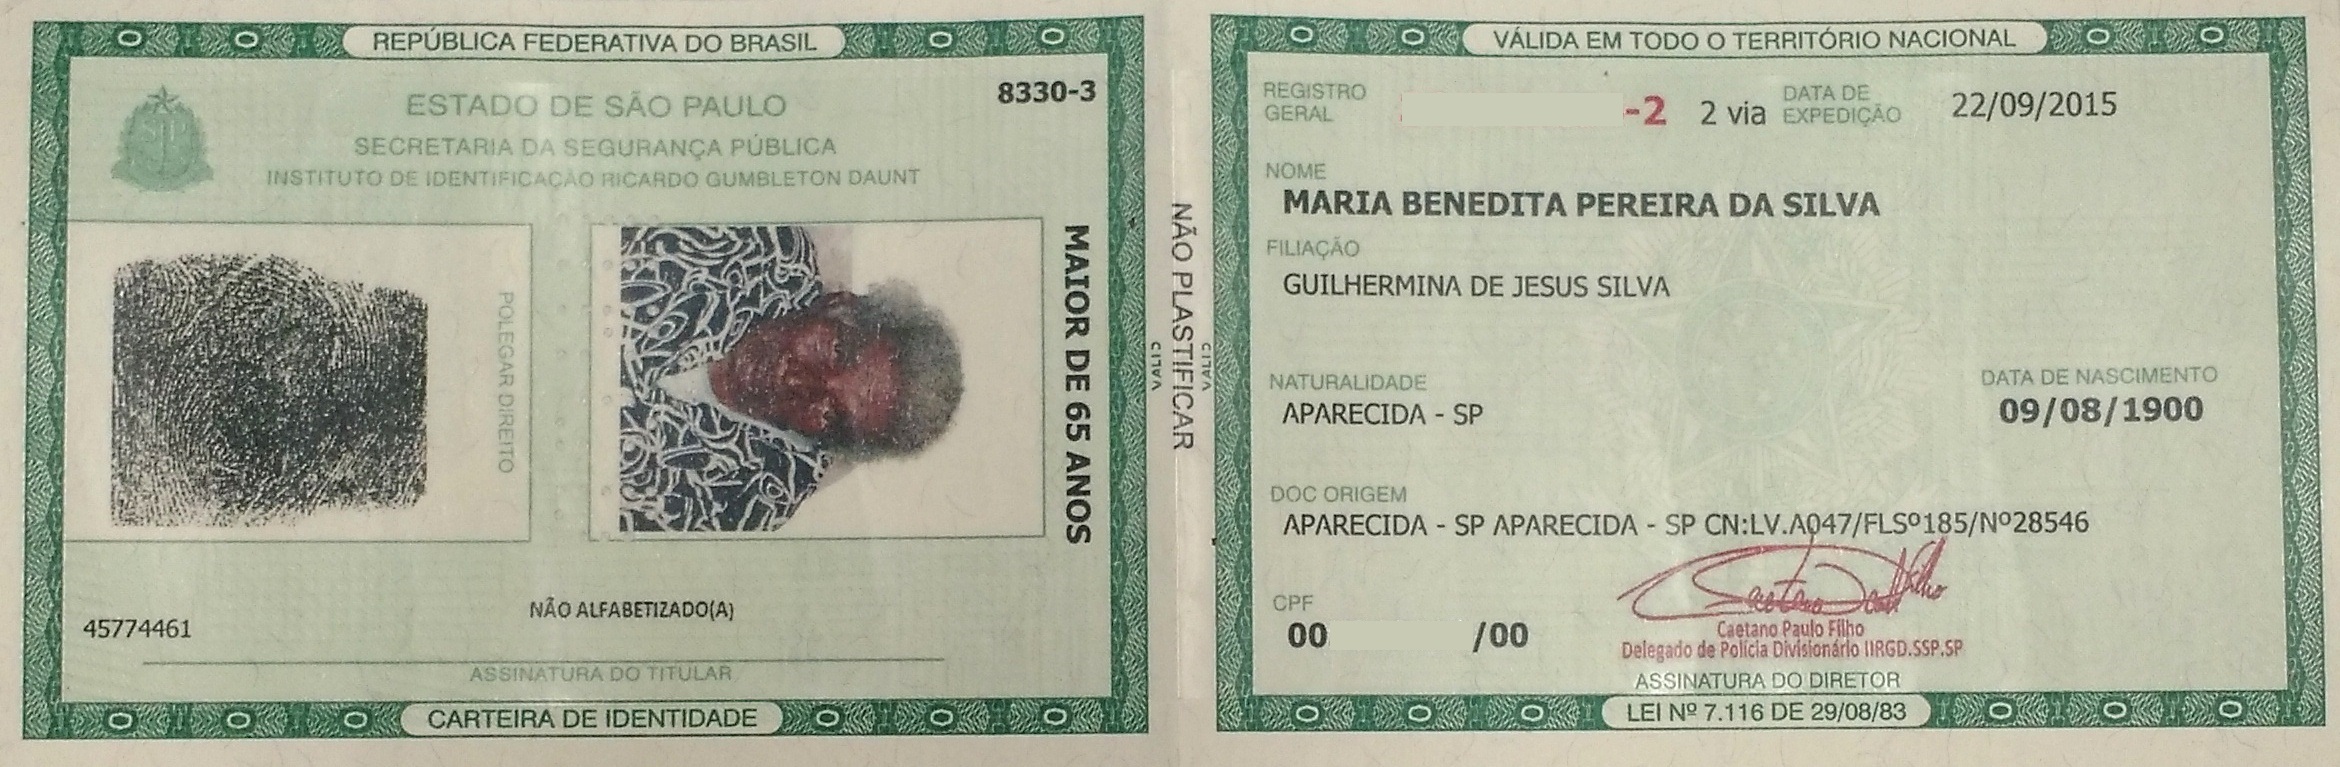 REPÚBLICA FEDERATIVA DO BRASIL
8330-3
ESTADO DE SÃO PAULO
SECRETARIA DA SEGURANÇA PÚBLICA
INSTITUTO DE IDENTIFICAÇÃO RICARDO GUMBLETON DAUNT
POLEGAR DIREITO
MAIOR DE 65 ANOS
NÃO ALFABETIZADO(A)
45774461
ASSINATURA DO TITULAR
CARTEIRA DE IDENTIDADE
NÃO PLASTIFICAR
VÁLIDA EM TODO O TERRITÓRIO NACIONAL
REGISTRO GERAL -2 2 via DATA DE EXPEDIÇÃO 22/09/2015
NOME
MARIA BENEDITA PEREIRA DA SILVA
FILIAÇÃO
GUILHERMINA DE JESUS SILVA
NATURALIDADE DATA DE NASCIMENTO
APARECIDA - SP 09/08/1900
DOC ORIGEM
APARECIDA - SP APARECIDA - SP CN:LV.A047/FLSº185/Nº28546
CPF
00 /00
Caetano Paulo Filho
Delegado de Polícia Divisionário IIRGD.SSP.SP
ASSINATURA DO DIRETOR
LEI Nº 7.116 DE 29/08/83